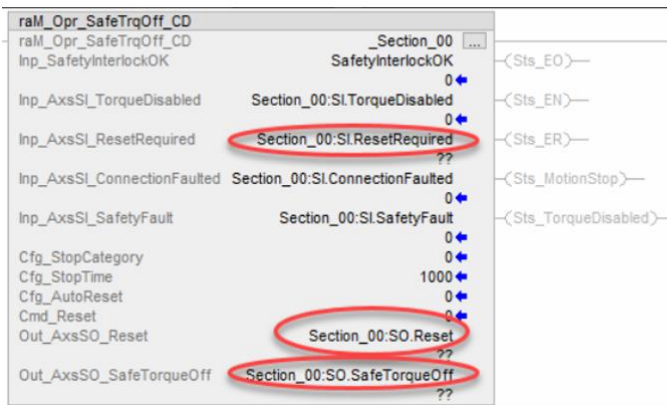 raM_Opr_SafeTrqOff_CD
raM_Opr_SafeTrqOff_CD _Section_00 ...
Inp_SafetyInterlockOK SafetyInterlockOK (Sts_EO)
0
Inp_AxsSI_TorqueDisabled Section_00:SI.TorqueDisabled (Sts_EN)
0
Inp_AxsSI_ResetRequired Section_00:SI.ResetRequired (Sts_ER)
??
Inp_AxsSI_ConnectionFaulted Section_00:SI.ConnectionFaulted (Sts_MotionStop)
0
Inp_AxsSI_SafetyFault Section_00:SI.SafetyFault (Sts_TorqueDisabled)
0
Cfg_StopCategory 0
Cfg_StopTime 1000
Cfg_AutoReset 0
Cmd_Reset 0
Out_AxsSO_Reset Section_00:SO.Reset
??
Out_AxsSO_SafeTorqueOff Section_00:SO.SafeTorqueOff
??